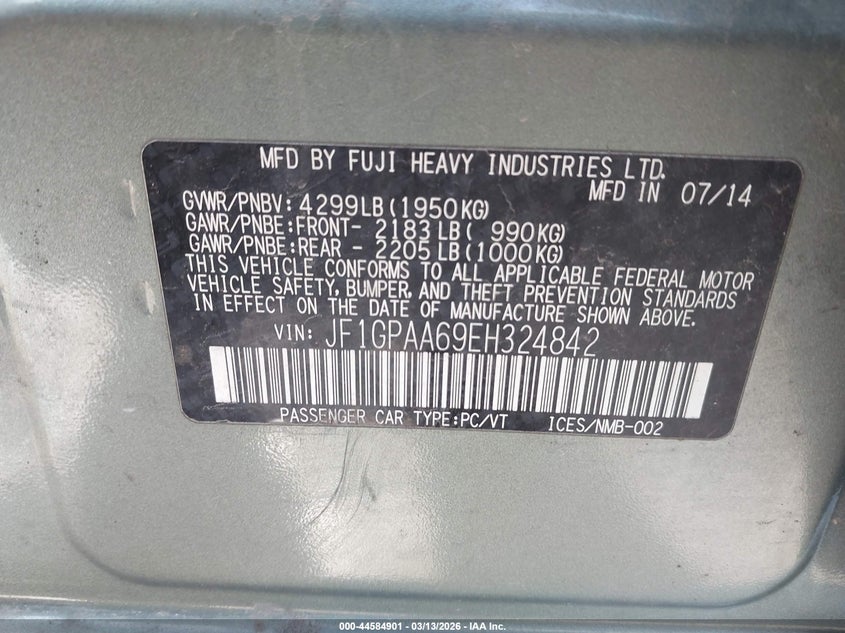 MFD BY FUJI HEAVY INDUSTRIES LTD.
MFD IN 07/14
GVWR/PNBV: 4299LB(1950KG)
GAWR/PNBE:FRONT- 2183LB( 990KG)
GAWR/PNBE:REAR - 2205LB(1000KG)
THIS VEHICLE CONFORMS TO ALL APPLICABLE FEDERAL MOTOR
VEHICLE SAFETY, BUMPER, AND THEFT PREVENTION STANDARDS
IN EFFECT ON THE DATE OF MANUFACTURE SHOWN ABOVE.
VIN: JF1GPAA69EH324842
PASSENGER CAR TYPE:PC/VT ICES/NMB-002
000-44584901 - 03/13/2026 - IAA Inc.